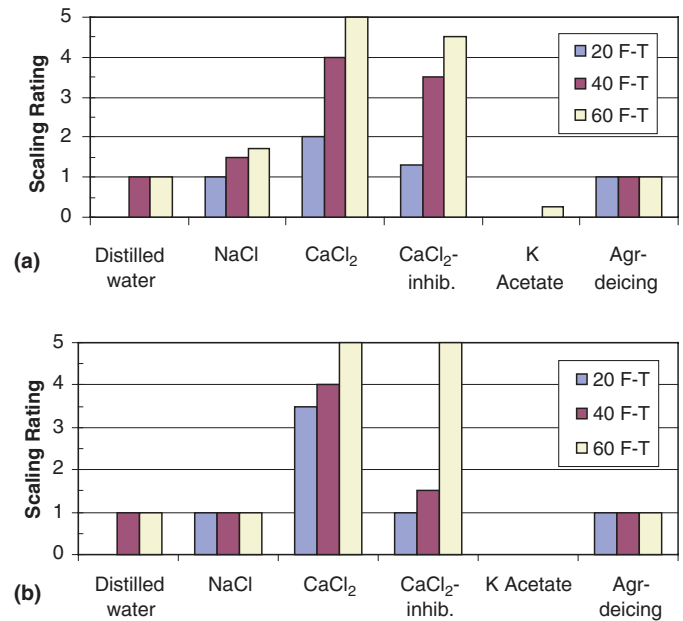 5
4
3
2
1
0
Scaling Rating
20 F-T
40 F-T
60 F-T
(a)
Distilled water
NaCl
CaCl₂
CaCl₂-inhib.
K Acetate
Agr-deicing
5
4
3
2
1
0
Scaling Rating
20 F-T
40 F-T
60 F-T
(b)
Distilled water
NaCl
CaCl₂
CaCl₂-inhib.
K Acetate
Agr-deicing